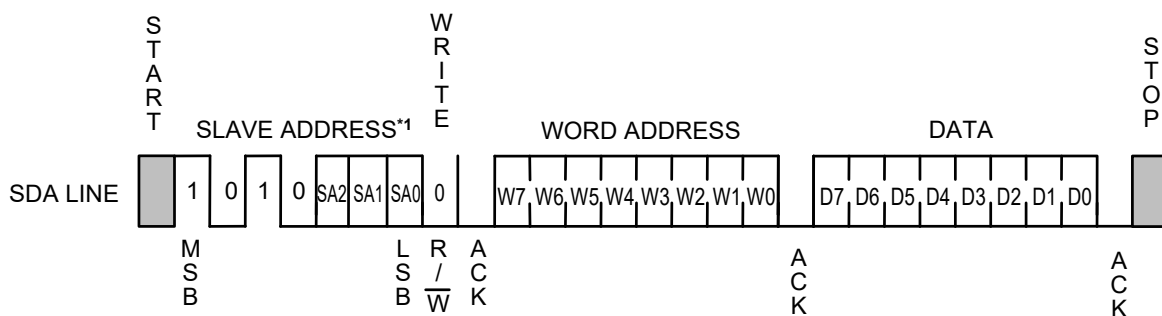 START
WRITE
STOP
SLAVE ADDRESS*1
WORD ADDRESS
DATA
SDA LINE
1 0 1 0 SA2 SA1 SA0 0
W7 W6 W5 W4 W3 W2 W1 W0
D7 D6 D5 D4 D3 D2 D1 D0
MSB
LSB
R/W
ACK
ACK
ACK